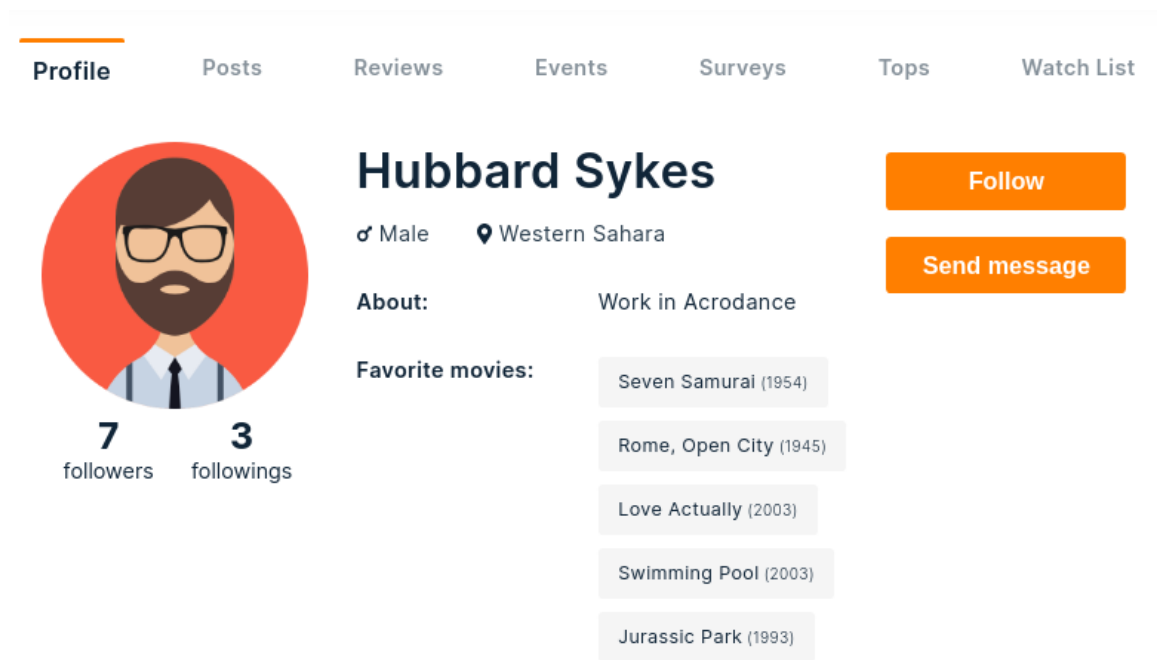 Profile Posts Reviews Events Surveys Tops Watch List
Hubbard Sykes
Male Western Sahara
Follow
Send message
About: Work in Acrodance
Favorite movies:
Seven Samurai (1954)
Rome, Open City (1945)
Love Actually (2003)
Swimming Pool (2003)
Jurassic Park (1993)
7 3
followers followings